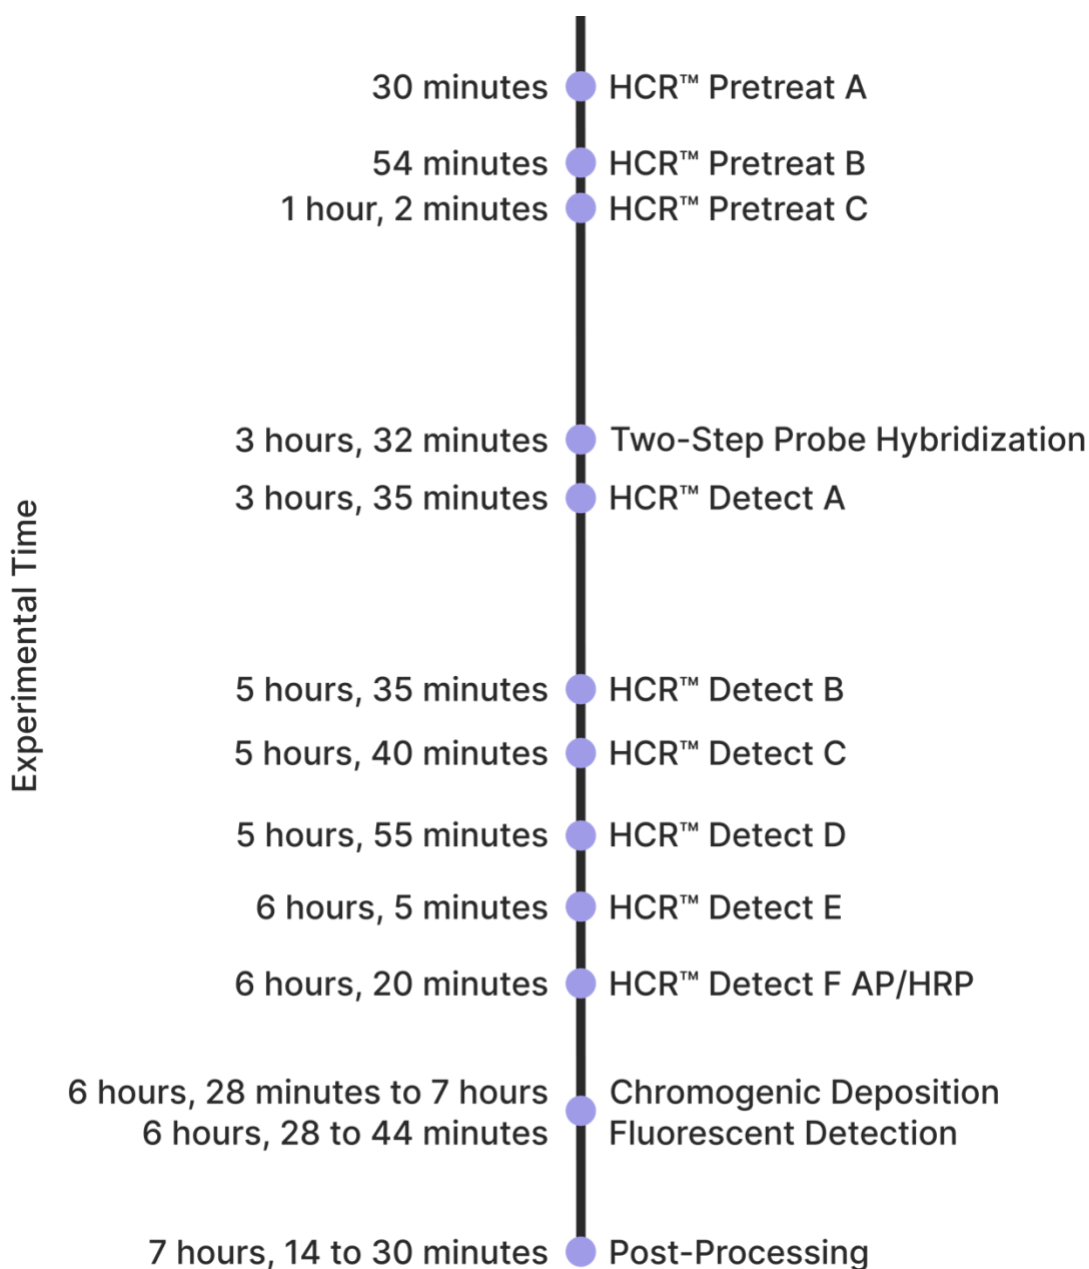 30 minutes HCR™ Pretreat A
54 minutes HCR™ Pretreat B
1 hour, 2 minutes HCR™ Pretreat C
3 hours, 32 minutes Two-Step Probe Hybridization
3 hours, 35 minutes HCR™ Detect A
Experimental Time
5 hours, 35 minutes HCR™ Detect B
5 hours, 40 minutes HCR™ Detect C
5 hours, 55 minutes HCR™ Detect D
6 hours, 5 minutes HCR™ Detect E
6 hours, 20 minutes HCR™ Detect F AP/HRP
6 hours, 28 minutes to 7 hours Chromogenic Deposition
6 hours, 28 to 44 minutes Fluorescent Detection
7 hours, 14 to 30 minutes Post-Processing